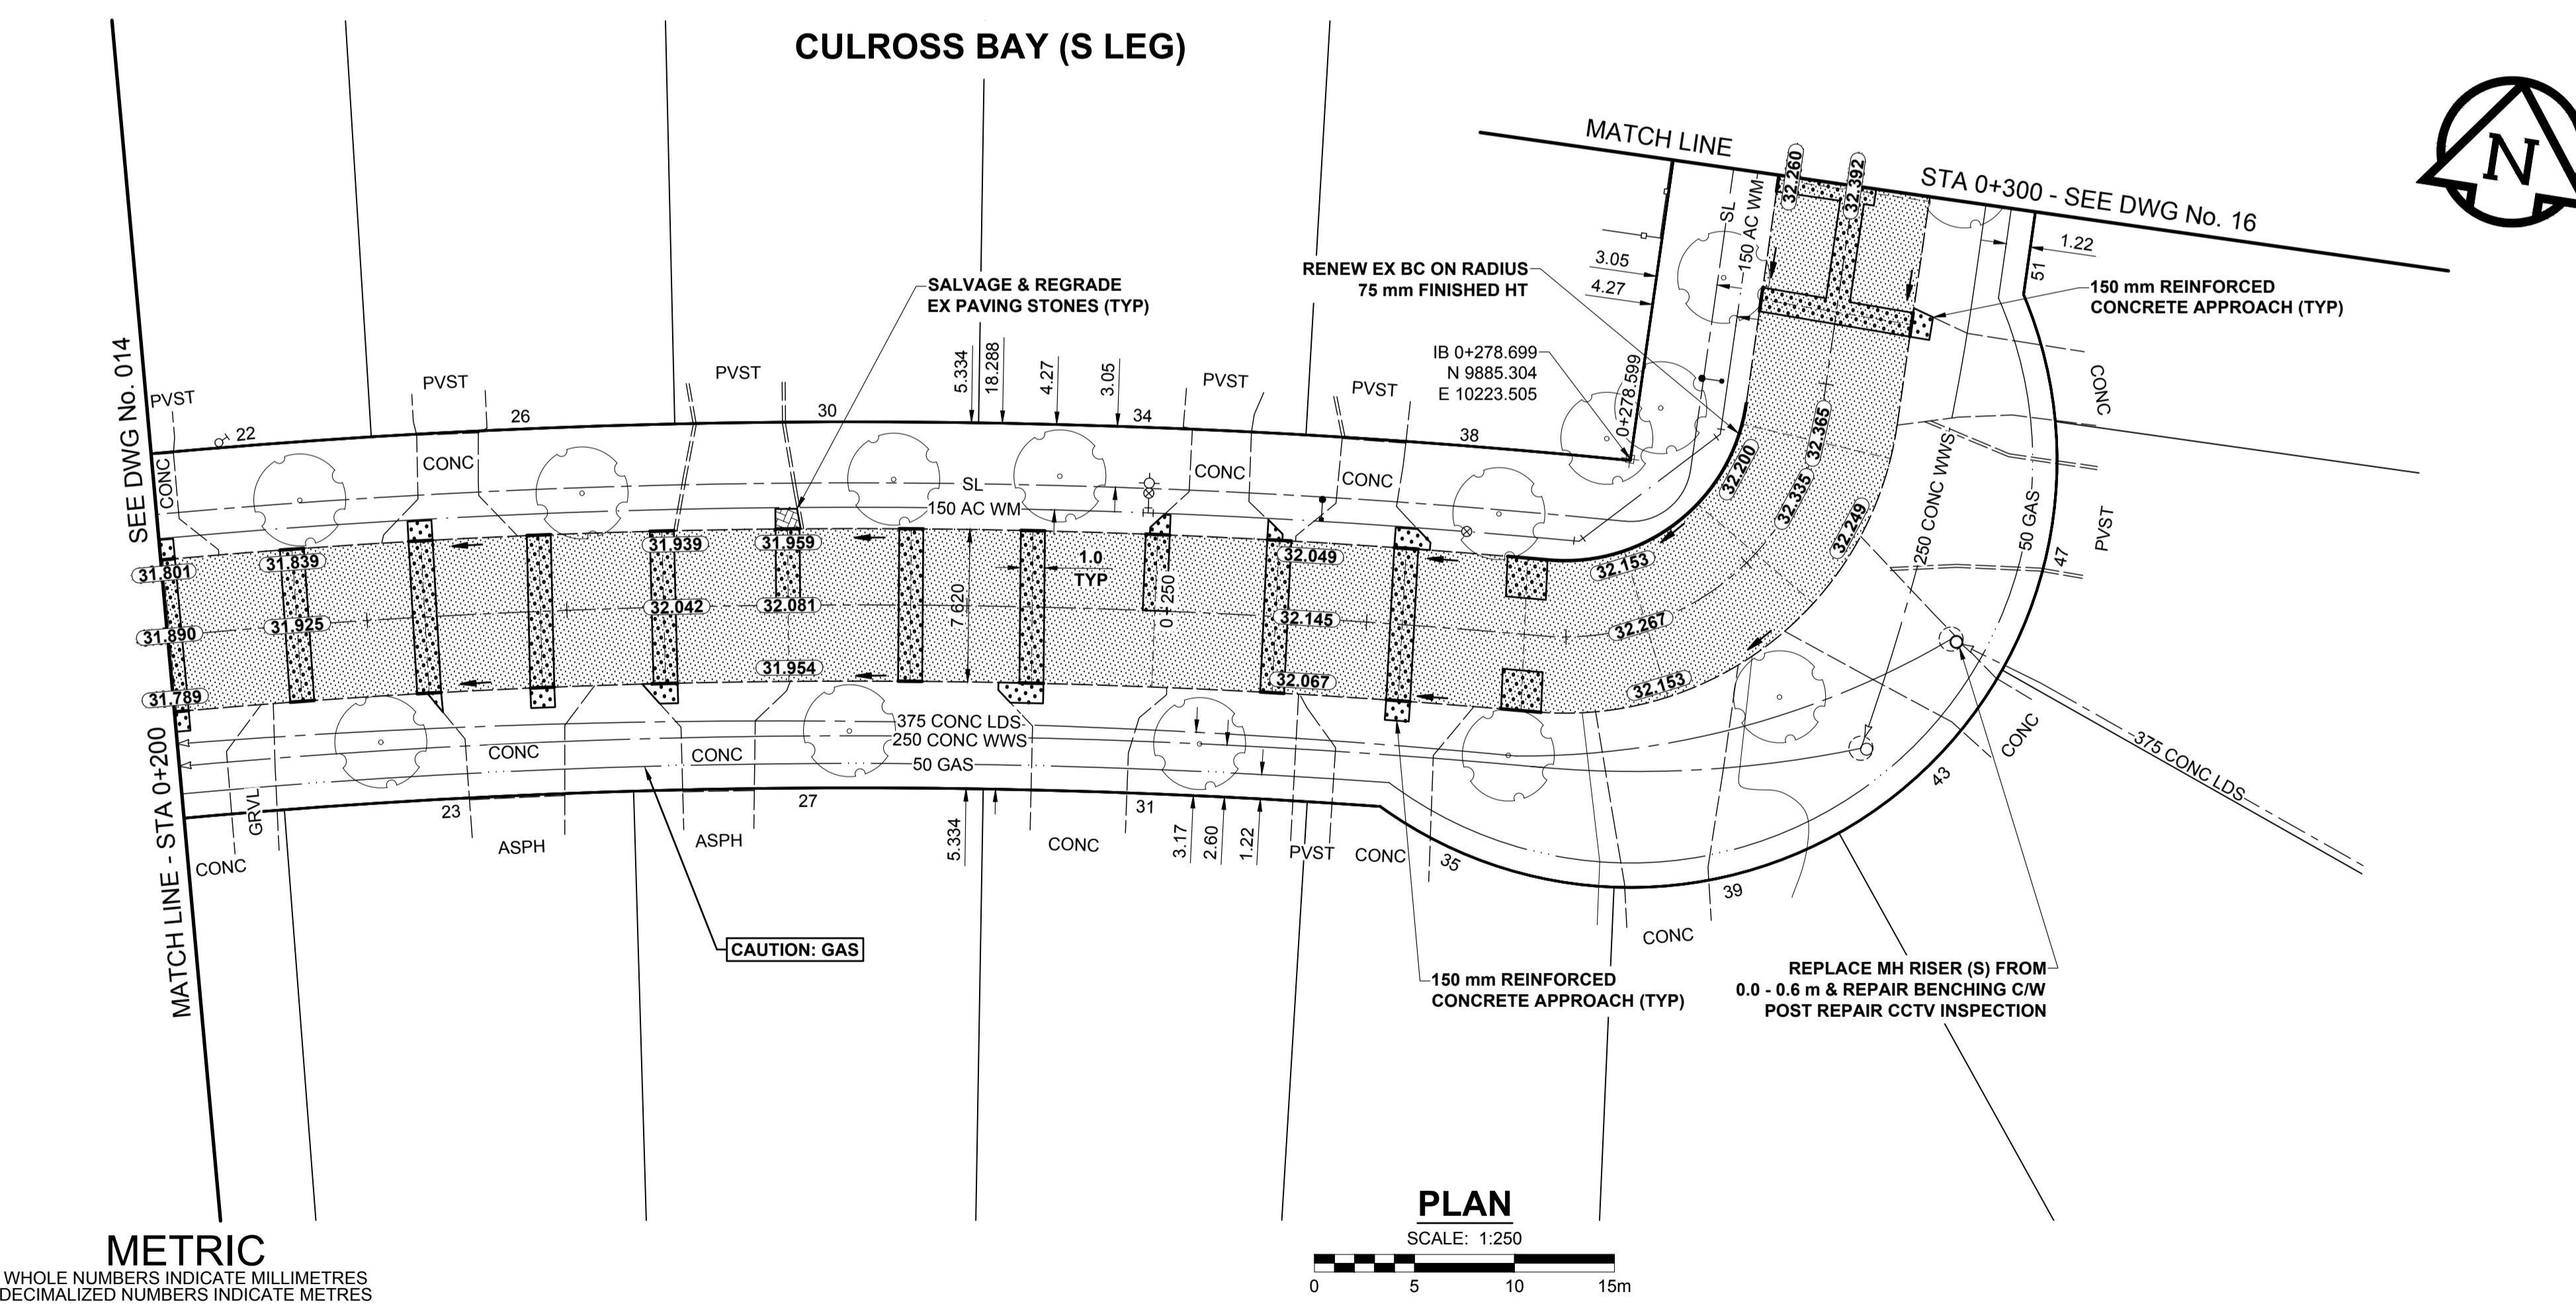 CULROSS BAY (S LEG)
N
MATCH LINE
STA 0+300 - SEE DWG No. 16
32.260
32.392
SL
150 AC WM
3.05
4.27
1.22
51
RENEW EX BC ON RADIUS
75 mm FINISHED HT
150 mm REINFORCED
CONCRETE APPROACH (TYP)
SALVAGE & REGRADE
EX PAVING STONES (TYP)
IB 0+278.699
N 9885.304
E 10223.505
0+278.599
SEE DWG No. 014
PVST
PVST
PVST
5.334
18.288
4.27
3.05
PVST
PVST
CONC
22
26
30
34
38
CONC
CONC
CONC
CONC
SL
150 AC WM
32.365
32.200
32.335
32.249
250 CONC WWS
50 GAS
PVST
47
31.801
31.839
31.939
31.959
1.0
TYP
32.049
32.153
31.890
31.925
32.042
32.081
7.620
0+250
32.145
32.267
31.789
31.954
32.067
32.153
375 CONC LDS
250 CONC WWS
50 GAS
CONC
CONC
CONC
375 CONC LDS
43
MATCH LINE - STA 0+200
GRVL
CONC
23
ASPH
ASPH
27
5.334
CONC
31
3.17
2.60
1.22
PVST
CONC
35
39
CONC
CAUTION: GAS
150 mm REINFORCED
CONCRETE APPROACH (TYP)
REPLACE MH RISER (S) FROM
0.0 - 0.6 m & REPAIR BENCHING C/W
POST REPAIR CCTV INSPECTION
METRIC
WHOLE NUMBERS INDICATE MILLIMETRES
DECIMALIZED NUMBERS INDICATE METRES
PLAN
SCALE: 1:250
0 5 10 15m